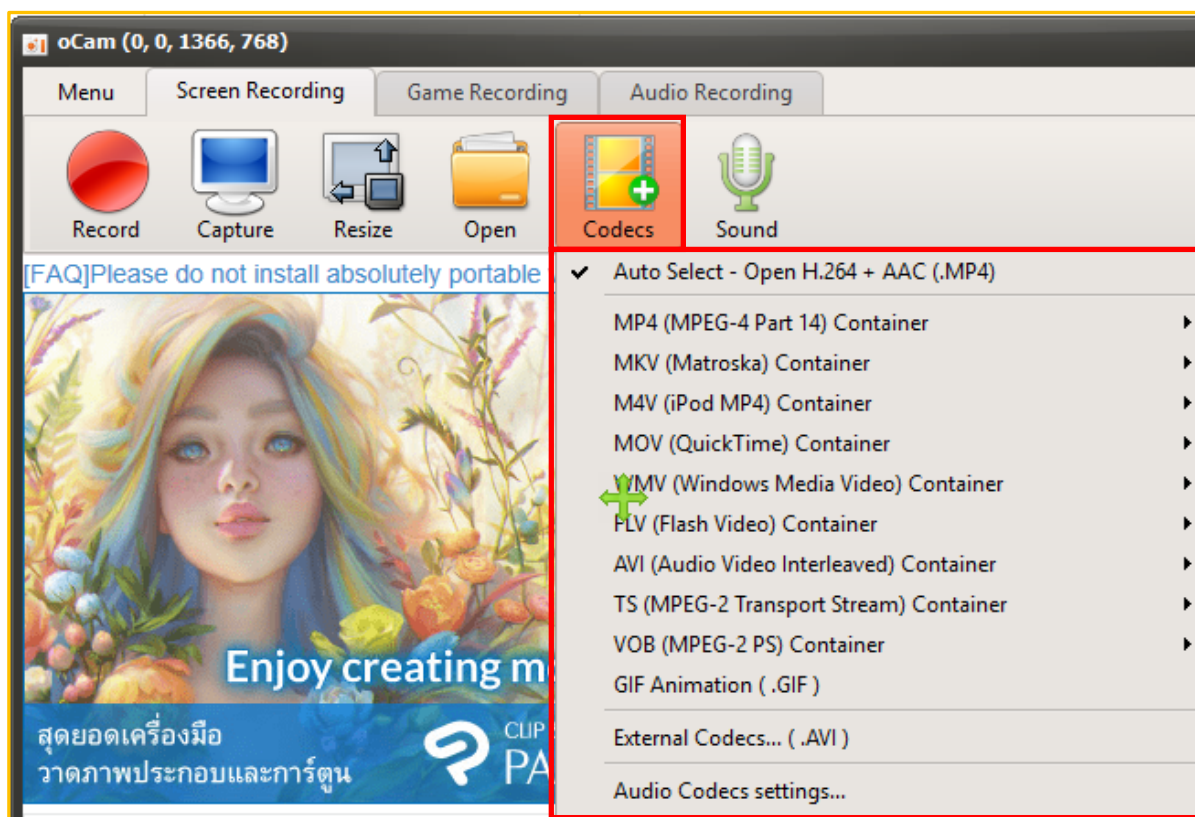 oCam (0, 0, 1366, 768)
Menu
Screen Recording
Game Recording
Audio Recording
Record
Capture
Resize
Open
Codecs
Sound
[FAQ]Please do not install absolutely portable
Auto Select - Open H.264 + AAC (.MP4)
MP4 (MPEG-4 Part 14) Container
MKV (Matroska) Container
M4V (iPod MP4) Container
MOV (QuickTime) Container
WMV (Windows Media Video) Container
FLV (Flash Video) Container
AVI (Audio Video Interleaved) Container
TS (MPEG-2 Transport Stream) Container
VOB (MPEG-2 PS) Container
GIF Animation ( .GIF )
External Codecs... ( .AVI )
Audio Codecs settings...
Enjoy creating
สุดยอดเครื่องมือ
วาดภาพประกอบและการ์ตูน
CLIP
PA